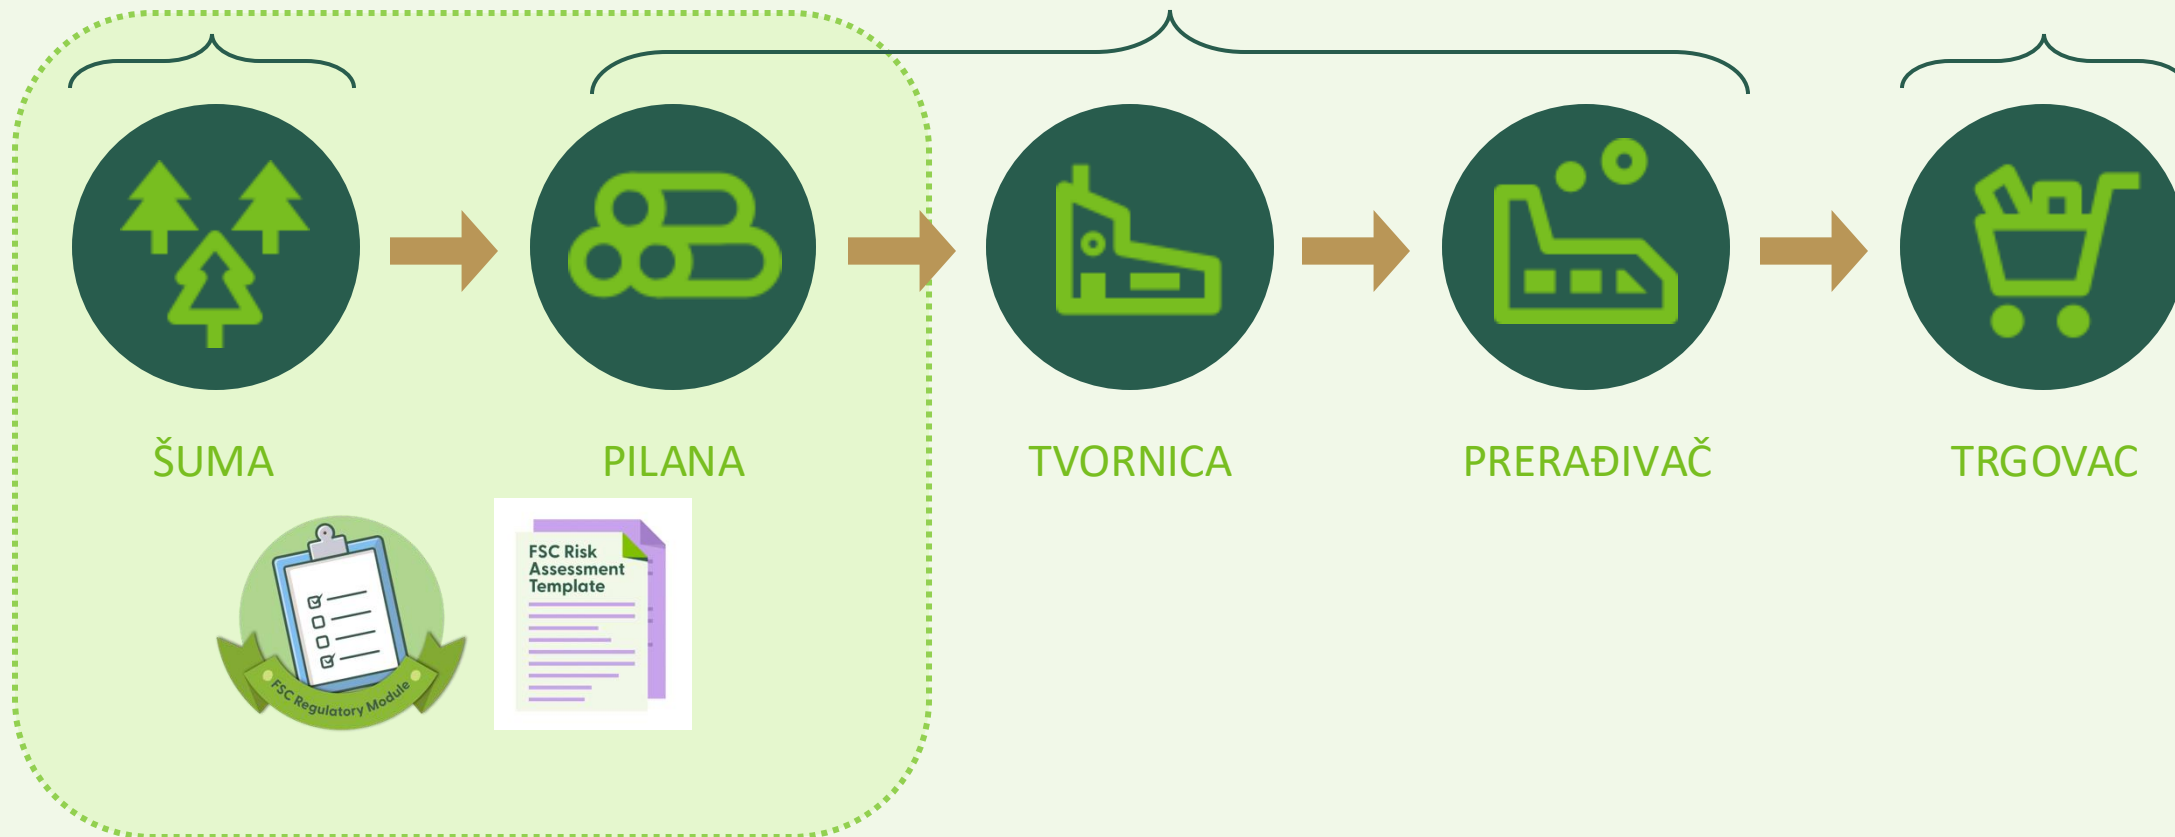 ŠUMA
PILANA
TVORNICA
PRERAĐIVAČ
TRGOVAC
FSC Regulatory Module
FSC Risk
Assessment
Template